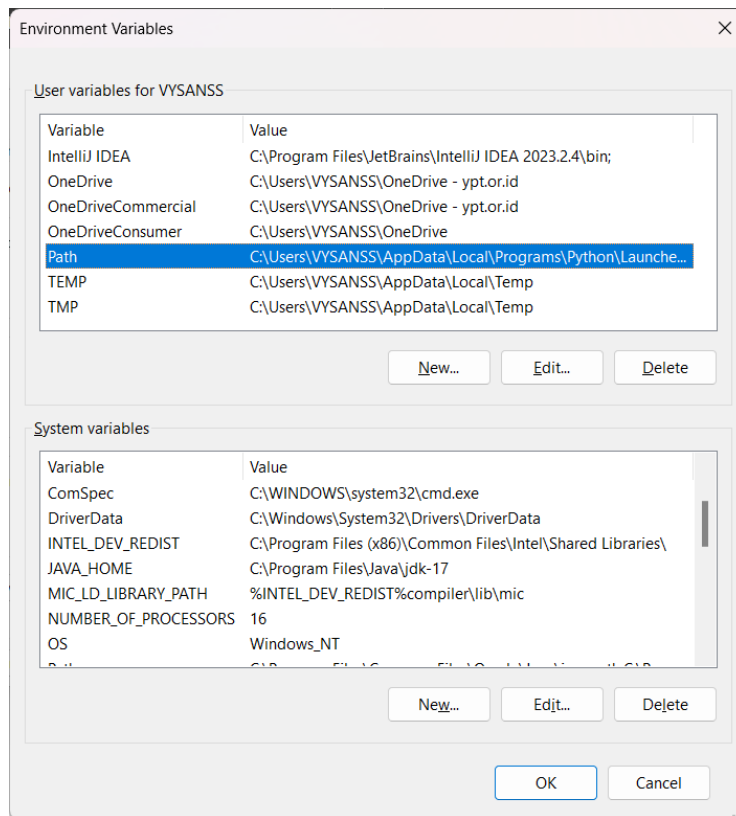 Environment Variables
User variables for VYSANSS
Variable Value
IntelliJ IDEA C:\Program Files\JetBrains\IntelliJ IDEA 2023.2.4\bin;
OneDrive C:\Users\VYSANSS\OneDrive - ypt.or.id
OneDriveCommercial C:\Users\VYSANSS\OneDrive - ypt.or.id
OneDriveConsumer C:\Users\VYSANSS\OneDrive
Path C:\Users\VYSANSS\AppData\Local\Programs\Python\Launche...
TEMP C:\Users\VYSANSS\AppData\Local\Temp
TMP C:\Users\VYSANSS\AppData\Local\Temp
New... Edit... Delete
System variables
Variable Value
ComSpec C:\WINDOWS\system32\cmd.exe
DriverData C:\Windows\System32\Drivers\DriverData
INTEL_DEV_REDIST C:\Program Files (x86)\Common Files\Intel\Shared Libraries\
JAVA_HOME C:\Program Files\Java\jdk-17
MIC_LD_LIBRARY_PATH %INTEL_DEV_REDIST%compiler\lib\mic
NUMBER_OF_PROCESSORS 16
OS Windows_NT
New... Edit... Delete
OK Cancel